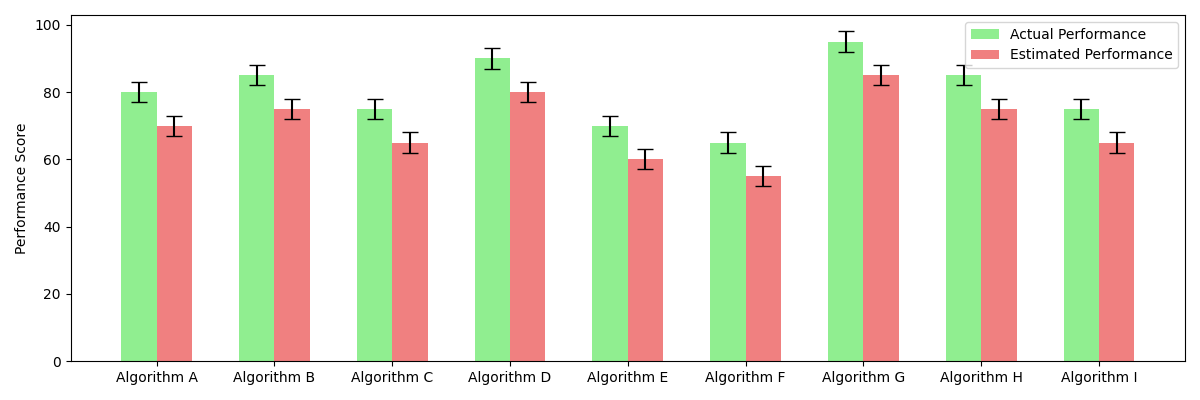 100
80
60
40
20
0
Performance Score
Actual Performance
Estimated Performance
Algorithm A
Algorithm B
Algorithm C
Algorithm D
Algorithm E
Algorithm F
Algorithm G
Algorithm H
Algorithm I